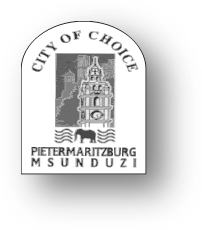 CITY OF CHOICE
PIETERMARITZBURG
MSUNDUZI